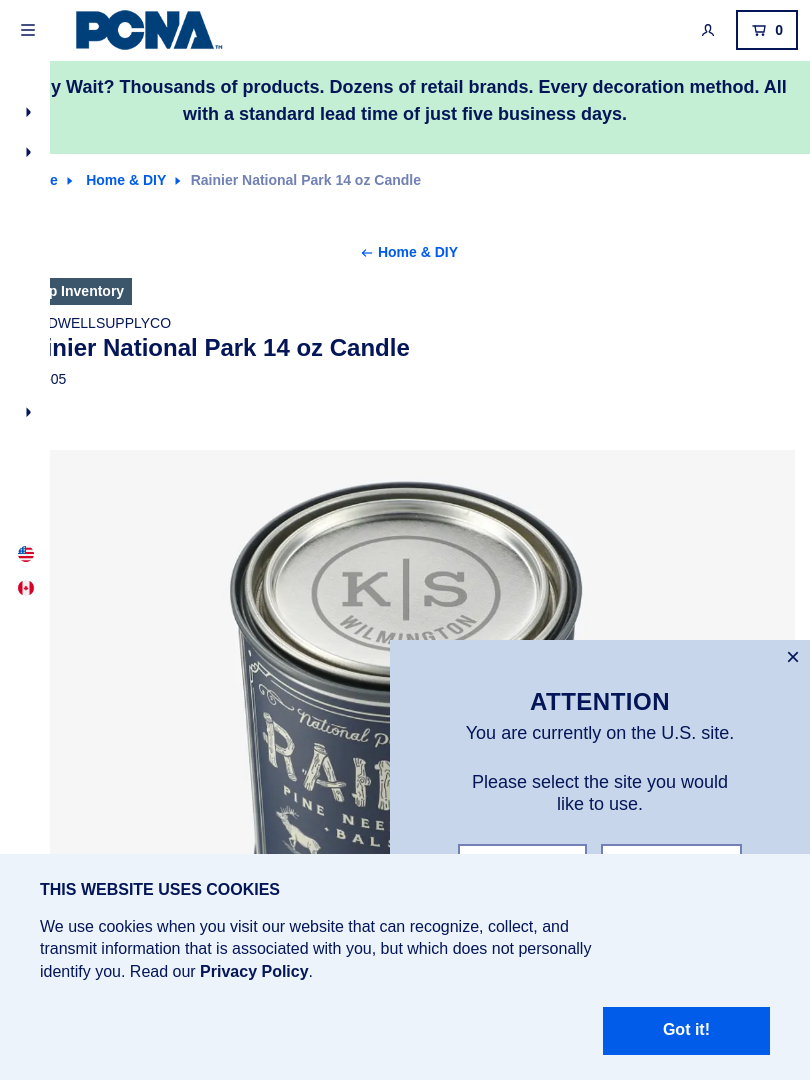 PCNA™
0
y Wait? Thousands of products. Dozens of retail brands. Every decoration method. All
with a standard lead time of just five business days.
e Home & DIY Rainier National Park 14 oz Candle
← Home & DIY
p Inventory
DWELLSUPPLYCO
inier National Park 14 oz Candle
05
K|S
WILMINGTON
National P
RAI
PINE NEE
· BALS
ATTENTION
You are currently on the U.S. site.
Please select the site you would
like to use.
THIS WEBSITE USES COOKIES
We use cookies when you visit our website that can recognize, collect, and
transmit information that is associated with you, but which does not personally
identify you. Read our Privacy Policy.
Got it!